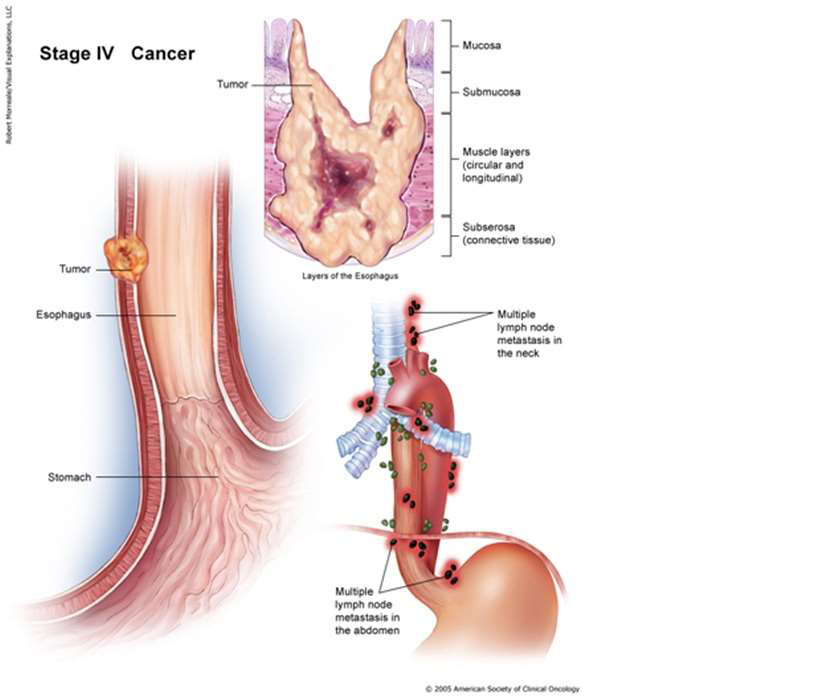 Robert Morreale/Visual Explanations, LLC
Stage IV Cancer
Tumor
Mucosa
Submucosa
Muscle layers
(circular and
longitudinal)
Subserosa
(connective tissue)
Layers of the Esophagus
Tumor
Esophagus
Stomach
Multiple
lymph node
metastasis in
the neck
Multiple
lymph node
metastasis in
the abdomen
© 2005 American Society of Clinical Oncology